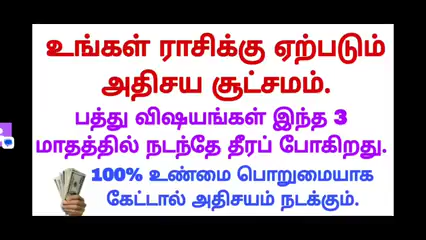 உங்கள் ராசிக்கு ஏற்படும்
அதிசய சூட்சமம்.
பத்து விஷயங்கள் இந்த 3
மாதத்தில் நடந்தே தீரப் போகிறது.
100% உண்மை பொறுமையாக
கேட்டால் அதிசயம் நடக்கும்.